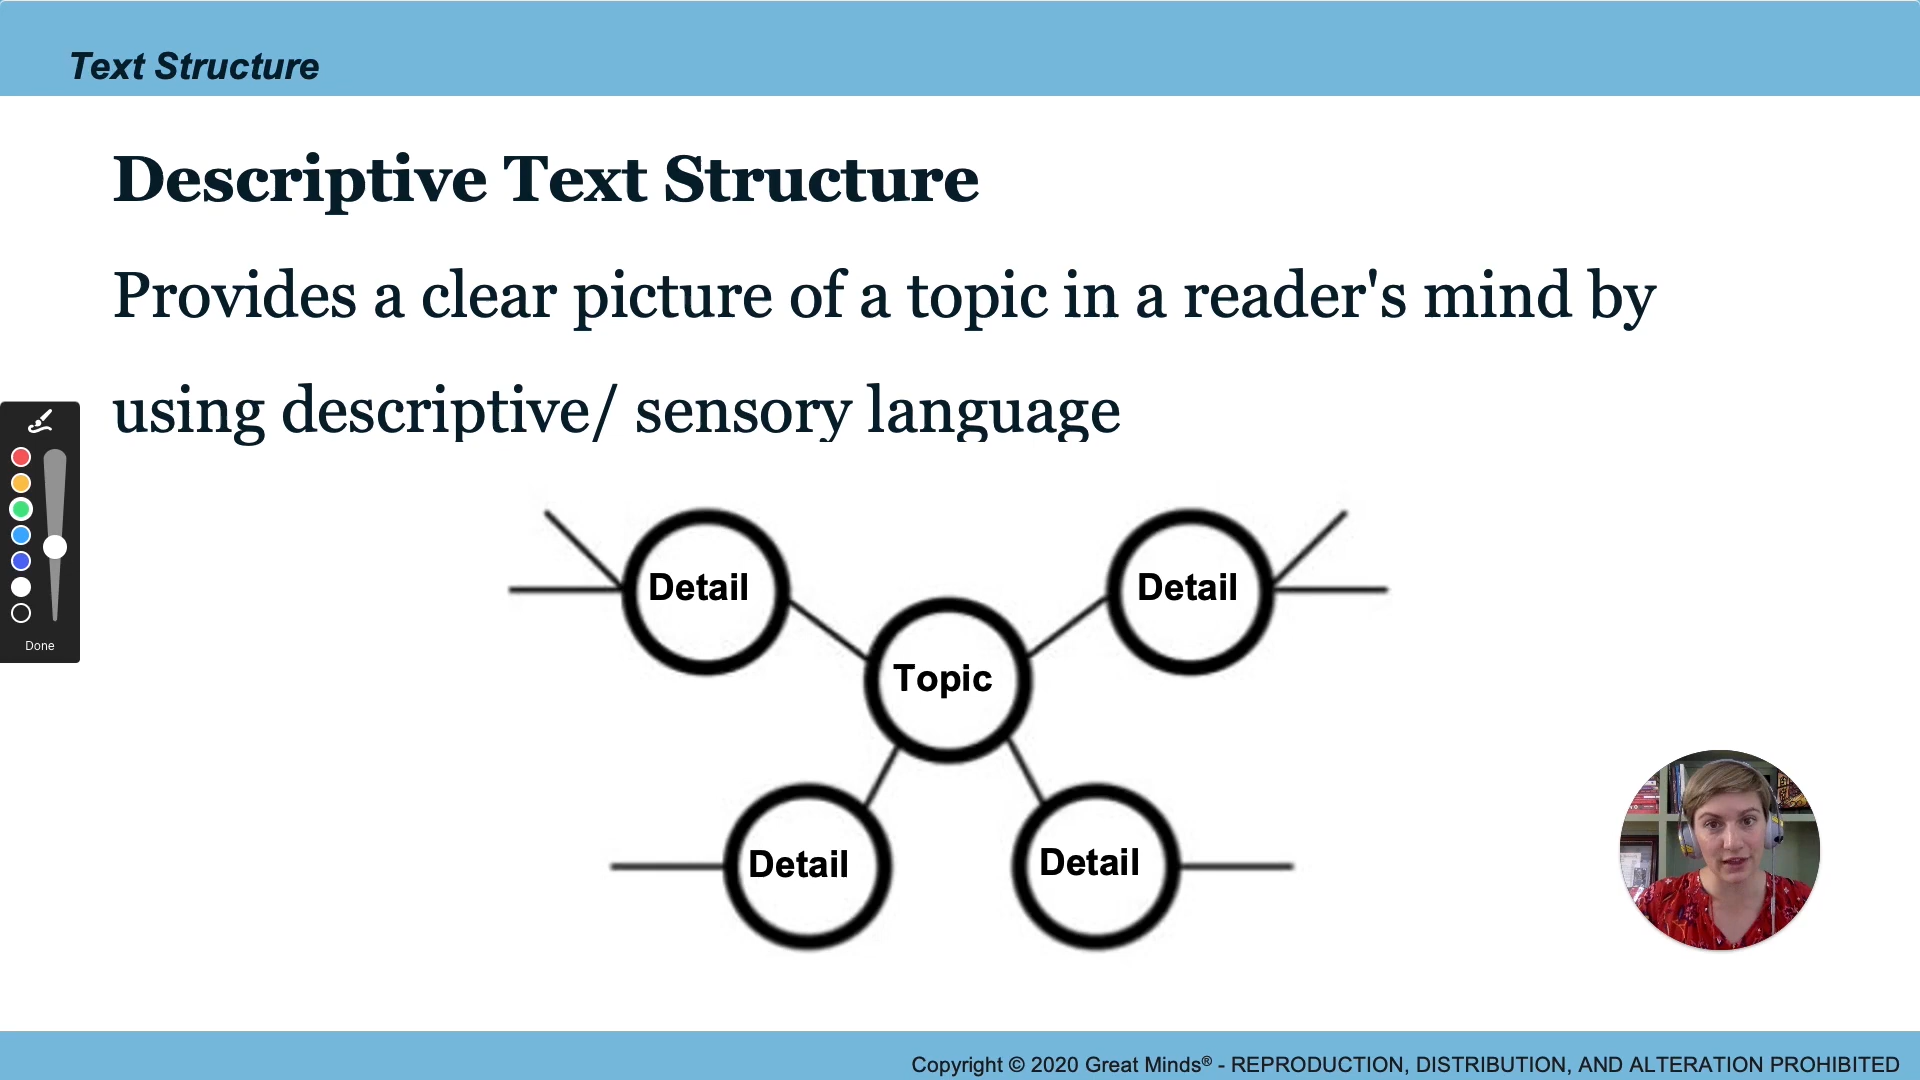 Text Structure
Descriptive Text Structure
Provides a clear picture of a topic in a reader's mind by
using descriptive/ sensory language
Detail
Detail
Topic
Detail
Detail
Done
Copyright © 2020 Great Minds® - REPRODUCTION, DISTRIBUTION, AND ALTERATION PROHIBITED